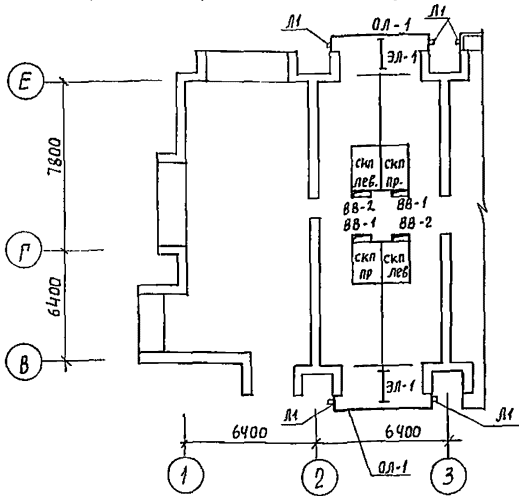 Л1
ОЛ-1
Л1
ЭЛ-1
Е
7800
СКП СКП
ЛЕВ. ПР.
ВВ-2 ВВ-1
ВВ-1 ВВ-2
Г
СКП СКП
ПР ЛЕВ
6400
В
ЭЛ-1
Л1
Л1
6400
6400
ОЛ-1
1
2
3